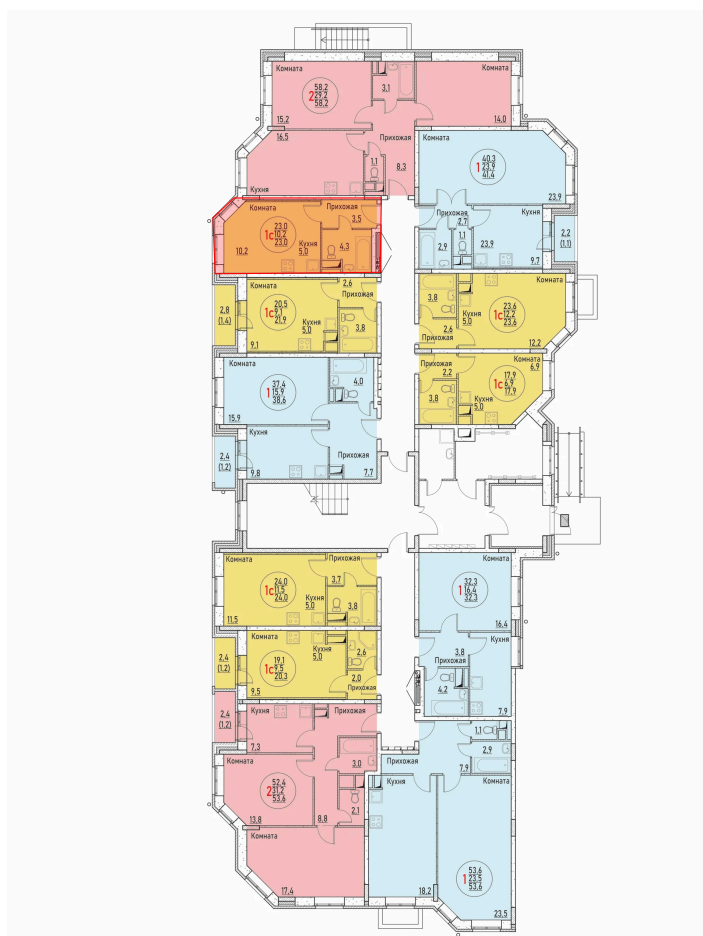 Комната
2
58.2
29.2
58.2
15.2
3.1
Комната
14.0
16.5
Кухня
Прихожая
1.1
8.3
Комната
1
40.3
23.9
41.4
23.9
Комната
1с
23.0
10.2
23.0
10.2
Прихожая
3.5
Кухня
5.0
4.3
2.7
2.9
1.1
23.9
Кухня
9.7
2.2
(1.1)
2.8
(1.4)
Комната
1с
20.5
9.1
21.9
9.1
2.6
Прихожая
Кухня
5.0
3.8
3.8
2.6
Прихожая
Кухня
5.0
1с
23.6
12.2
23.6
Комната
12.2
Комната
1
37.4
15.9
38.6
15.9
4.0
2.2
Прихожая
3.8
Кухня
5.0
1с
17.9
6.9
17.9
Комната
6.9
2.4
(1.2)
Кухня
9.8
Прихожая
7.7
Комната
1с
24.0
11.5
24.0
11.5
Прихожая
3.7
Кухня
5.0
3.8
Комната
1
32.3
16.4
32.3
16.4
2.4
(1.2)
Комната
1с
19.1
9.5
20.3
9.5
Кухня
5.0
2.6
2.0
Прихожая
3.8
Прихожая
4.2
Кухня
7.9
2.4
(1.2)
Кухня
7.3
Прихожая
3.0
2
52.4
31.2
53.6
Комната
13.8
8.8
2.1
Комната
17.4
1.1
2.9
7.9
Прихожая
Кухня
18.2
Комната
1
53.6
23.5
53.6
23.5